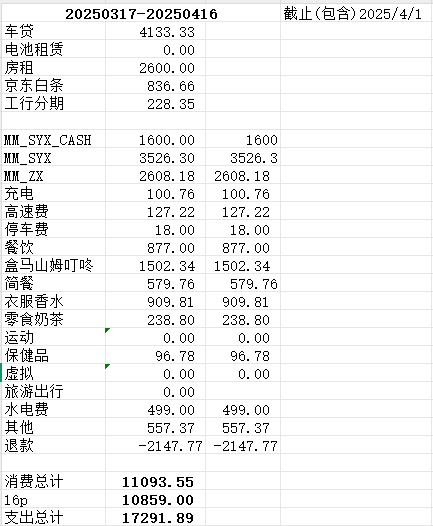 20250317-20250416 截止(包含)2025/4/1
车贷 4133.33
电池租赁 0.00
房租 2600.00
京东白条 836.66
工行分期 228.35
MM_SYX_CASH 1600.00 1600
MM_SYX 3526.30 3526.3
MM_ZX 2608.18 2608.18
充电 100.76 100.76
高速费 127.22 127.22
停车费 18.00 18.00
餐饮 877.00 877.00
盒马山姆叮咚 1502.34 1502.34
简餐 579.76 579.76
衣服香水 909.81 909.81
零食奶茶 238.80 238.80
运动 0.00 0.00
保健品 96.78 96.78
虚拟 0.00 0.00
旅游出行 0.00
水电费 499.00 499.00
其他 557.37 557.37
退款 -2147.77 -2147.77
消费总计 11093.55
16p 10859.00
支出总计 17291.89